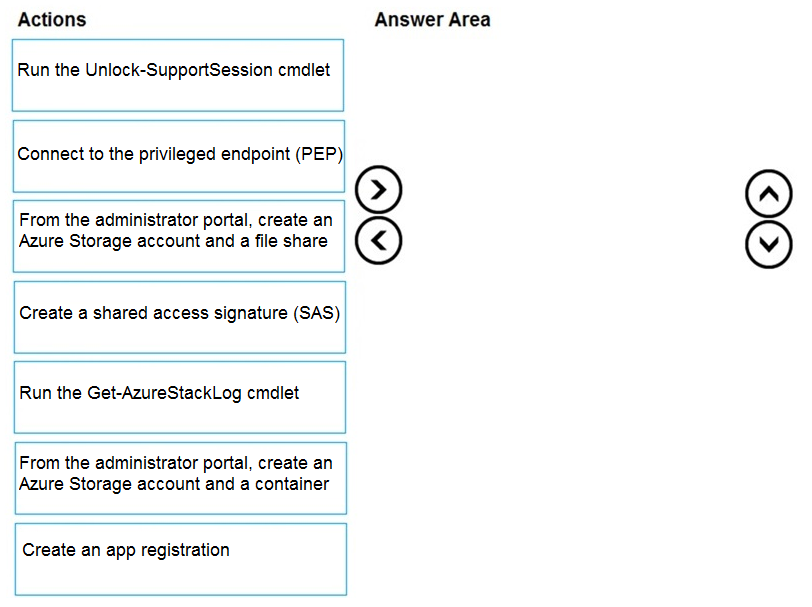 Actions
Answer Area
Run the Unlock-SupportSession cmdlet
Connect to the privileged endpoint (PEP)
From the administrator portal, create an
Azure Storage account and a file share
Create a shared access signature (SAS)
Run the Get-AzureStackLog cmdlet
From the administrator portal, create an
Azure Storage account and a container
Create an app registration